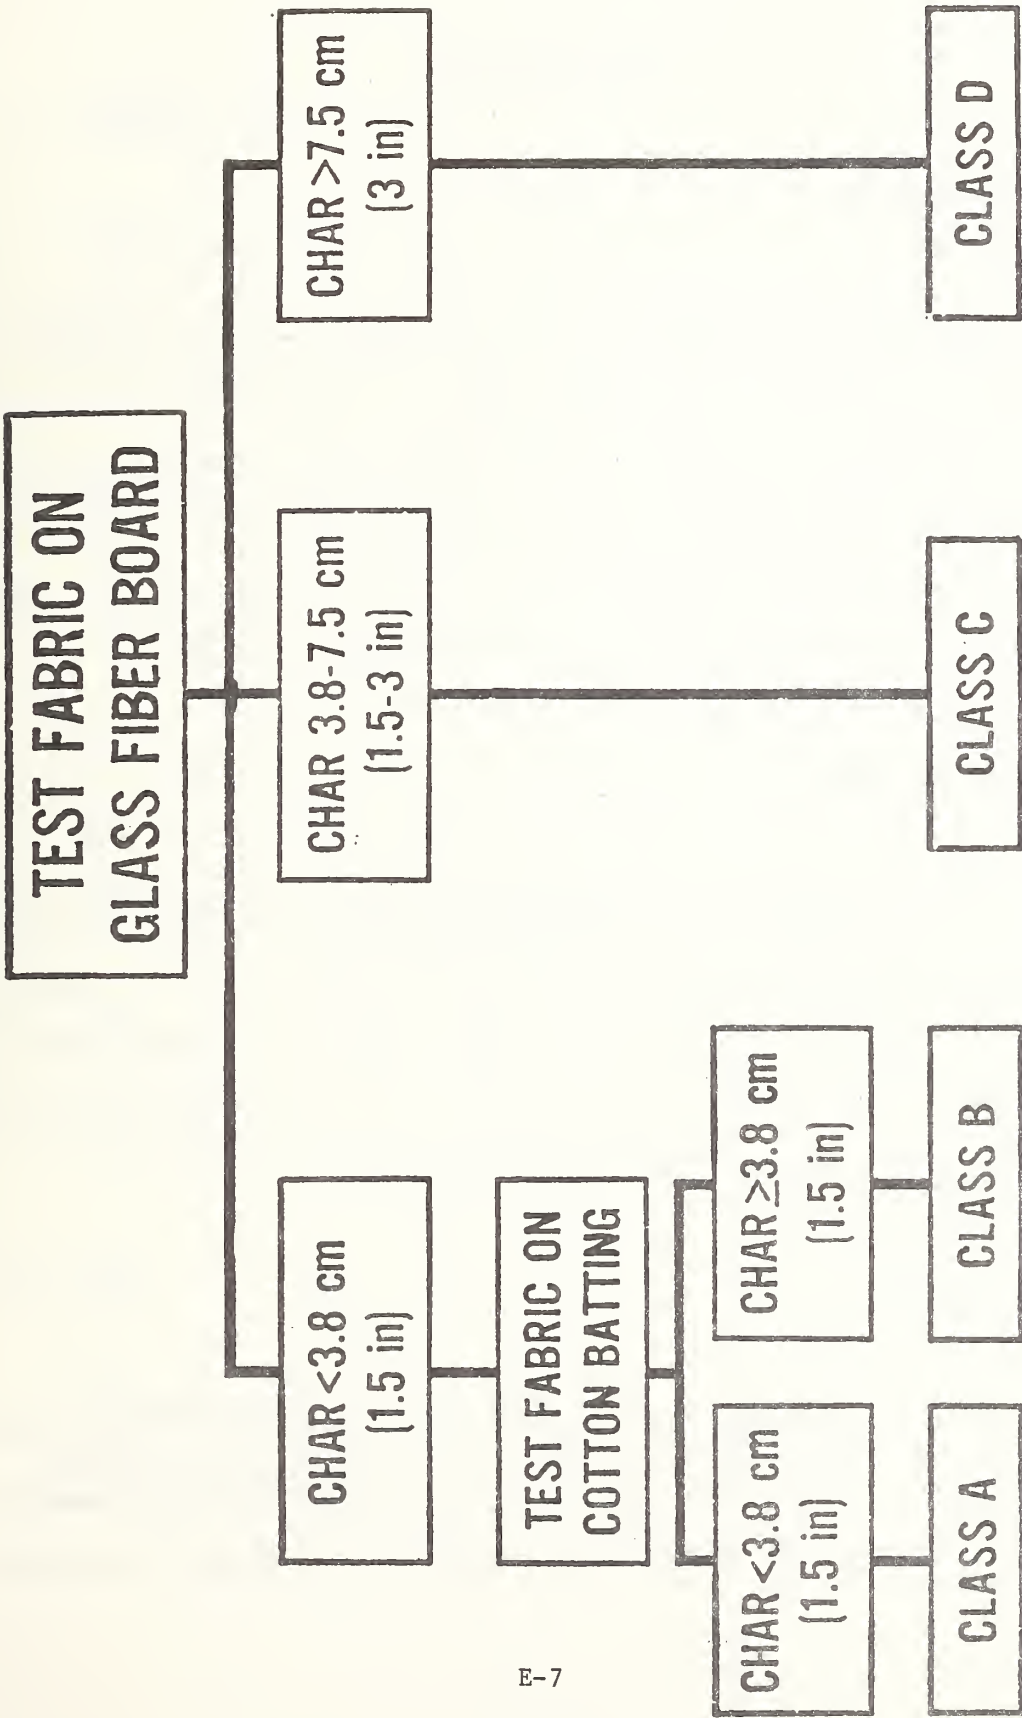 TEST FABRIC ON
GLASS FIBER BOARD
CHAR<3.8 cm
(1.5 in)
CHAR 3.8-7.5 cm
(1.5-3 in)
CHAR>7.5 cm
(3 in)
TEST FABRIC ON
COTTON BATTING
CHAR<3.8 cm
(1.5 in)
CHAR≥3.8 cm
(1.5 in)
CLASS A
CLASS B
CLASS C
CLASS D
E-7